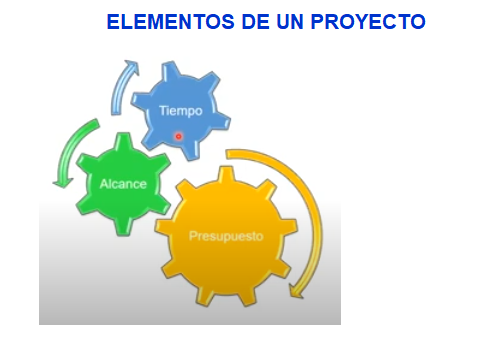 ELEMENTOS DE UN PROYECTO
Tiempo
Alcance
Presupuesto